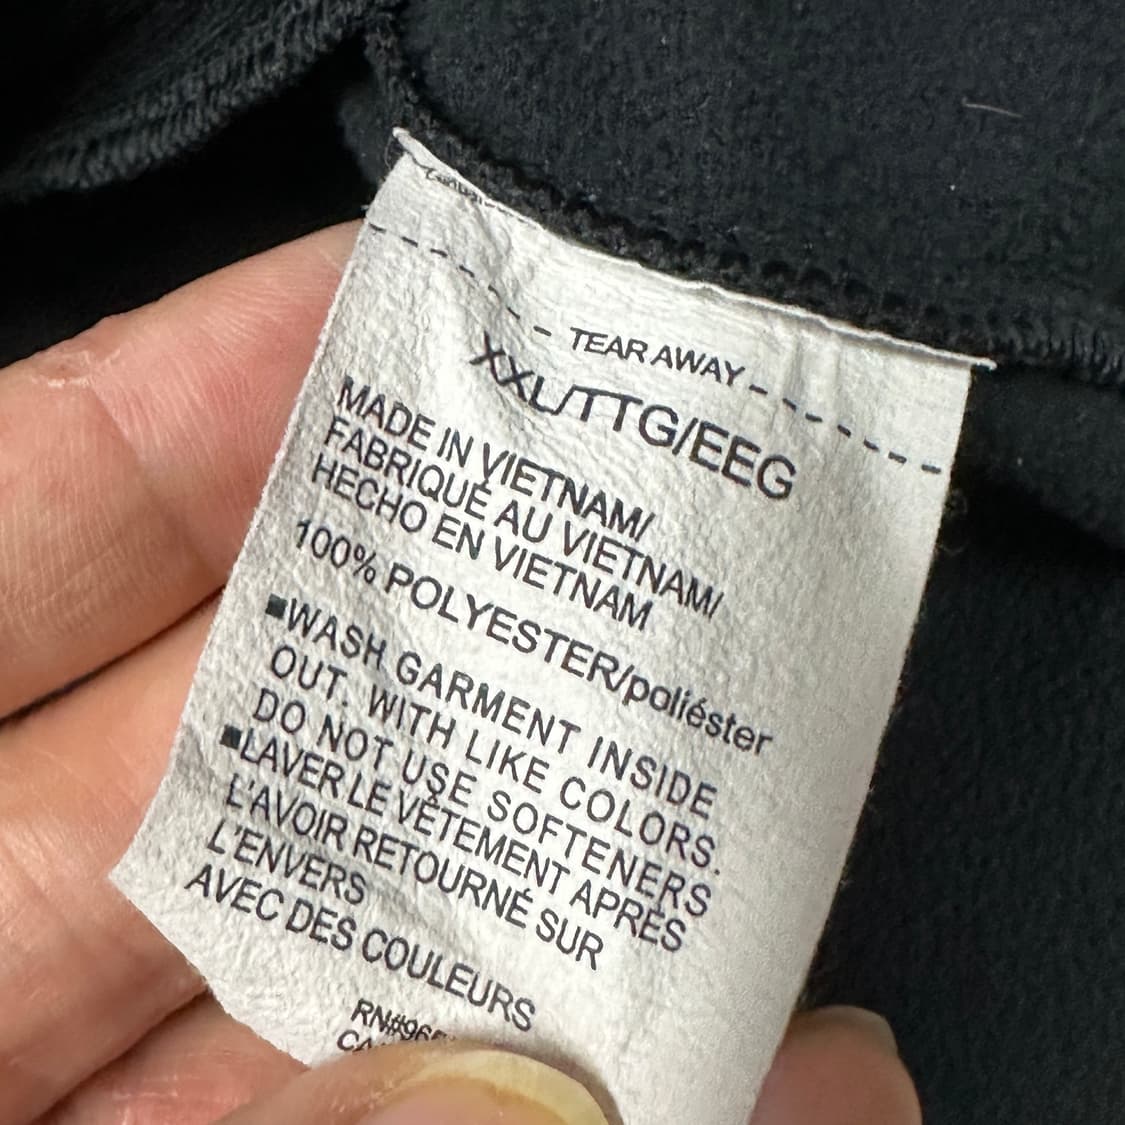 TEAR AWAY
XXL/TTG/EEG
MADE IN VIETNAM/
FABRIQUÉ AU VIETNAM/
HECHO EN VIETNAM
100% POLYESTER/poliéster
■WASH GARMENT INSIDE
OUT. WITH LIKE COLORS.
DO NOT USE SOFTENERS.
■LAVER LE VÊTEMENT APRÈS
L'AVOIR RETOURNÉ SUR
L'ENVERS
AVEC DES COULEURS